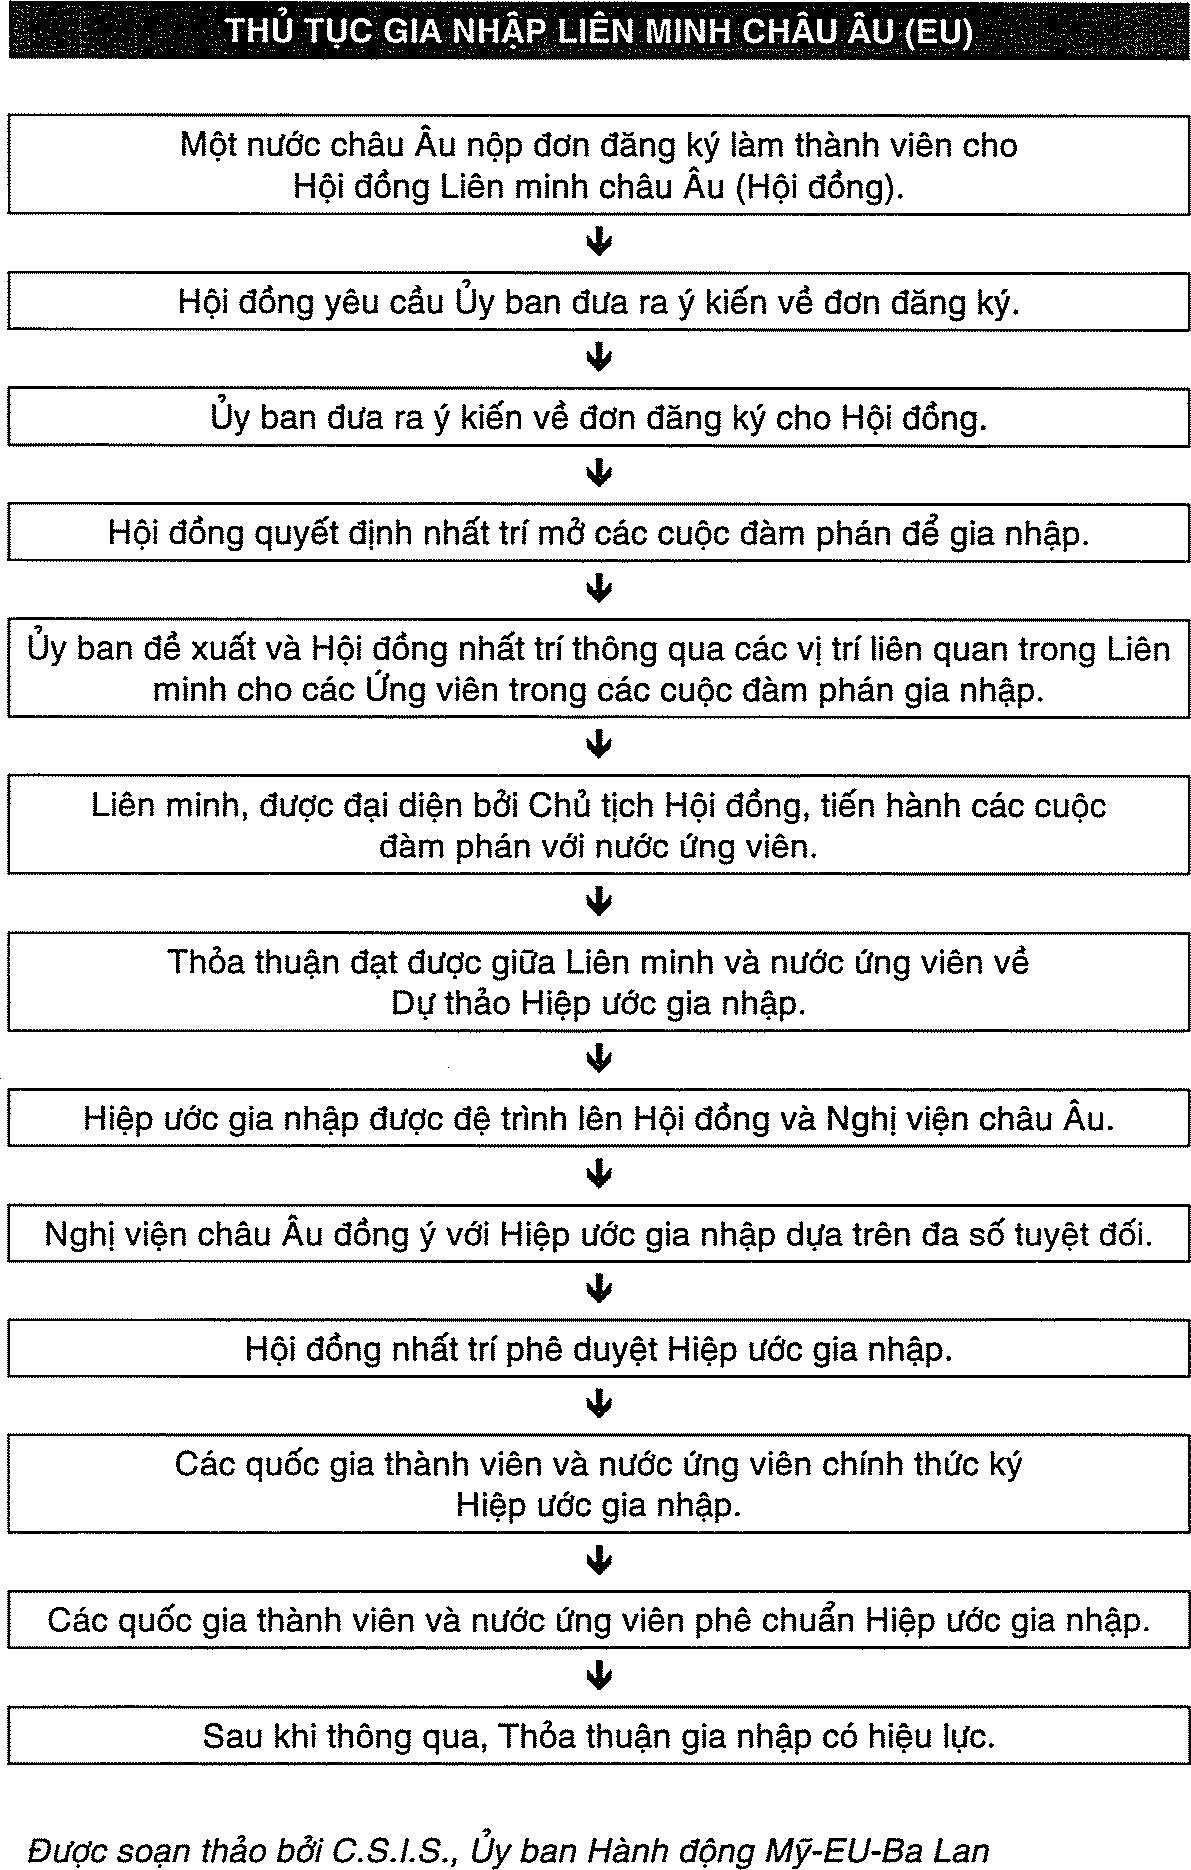 THỦ TỤC GIA NHẬP LIÊN MINH CHÂU ÂU (EU)
Một nước châu Âu nộp đơn đăng ký làm thành viên cho
Hội đồng Liên minh châu Âu (Hội đồng).
Hội đồng yêu cầu Ủy ban đưa ra ý kiến về đơn đăng ký.
Ủy ban đưa ra ý kiến về đơn đăng ký cho Hội đồng.
Hội đồng quyết định nhất trí mở các cuộc đàm phán để gia nhập.
Ủy ban đề xuất và Hội đồng nhất trí thông qua các vị trí liên quan trong Liên
minh cho các Ứng viên trong các cuộc đàm phán gia nhập.
Liên minh, được đại diện bởi Chủ tịch Hội đồng, tiến hành các cuộc
đàm phán với nước ứng viên.
Thỏa thuận đạt được giữa Liên minh và nước ứng viên về
Dự thảo Hiệp ước gia nhập.
Hiệp ước gia nhập được đệ trình lên Hội đồng và Nghị viện châu Âu.
Nghị viện châu Âu đồng ý với Hiệp ước gia nhập dựa trên đa số tuyệt đối.
Hội đồng nhất trí phê duyệt Hiệp ước gia nhập.
Các quốc gia thành viên và nước ứng viên chính thức ký
Hiệp ước gia nhập.
Các quốc gia thành viên và nước ứng viên phê chuẩn Hiệp ước gia nhập.
Sau khi thông qua, Thỏa thuận gia nhập có hiệu lực.
Được soạn thảo bởi C.S.I.S., Ủy ban Hành động Mỹ-EU-Ba Lan